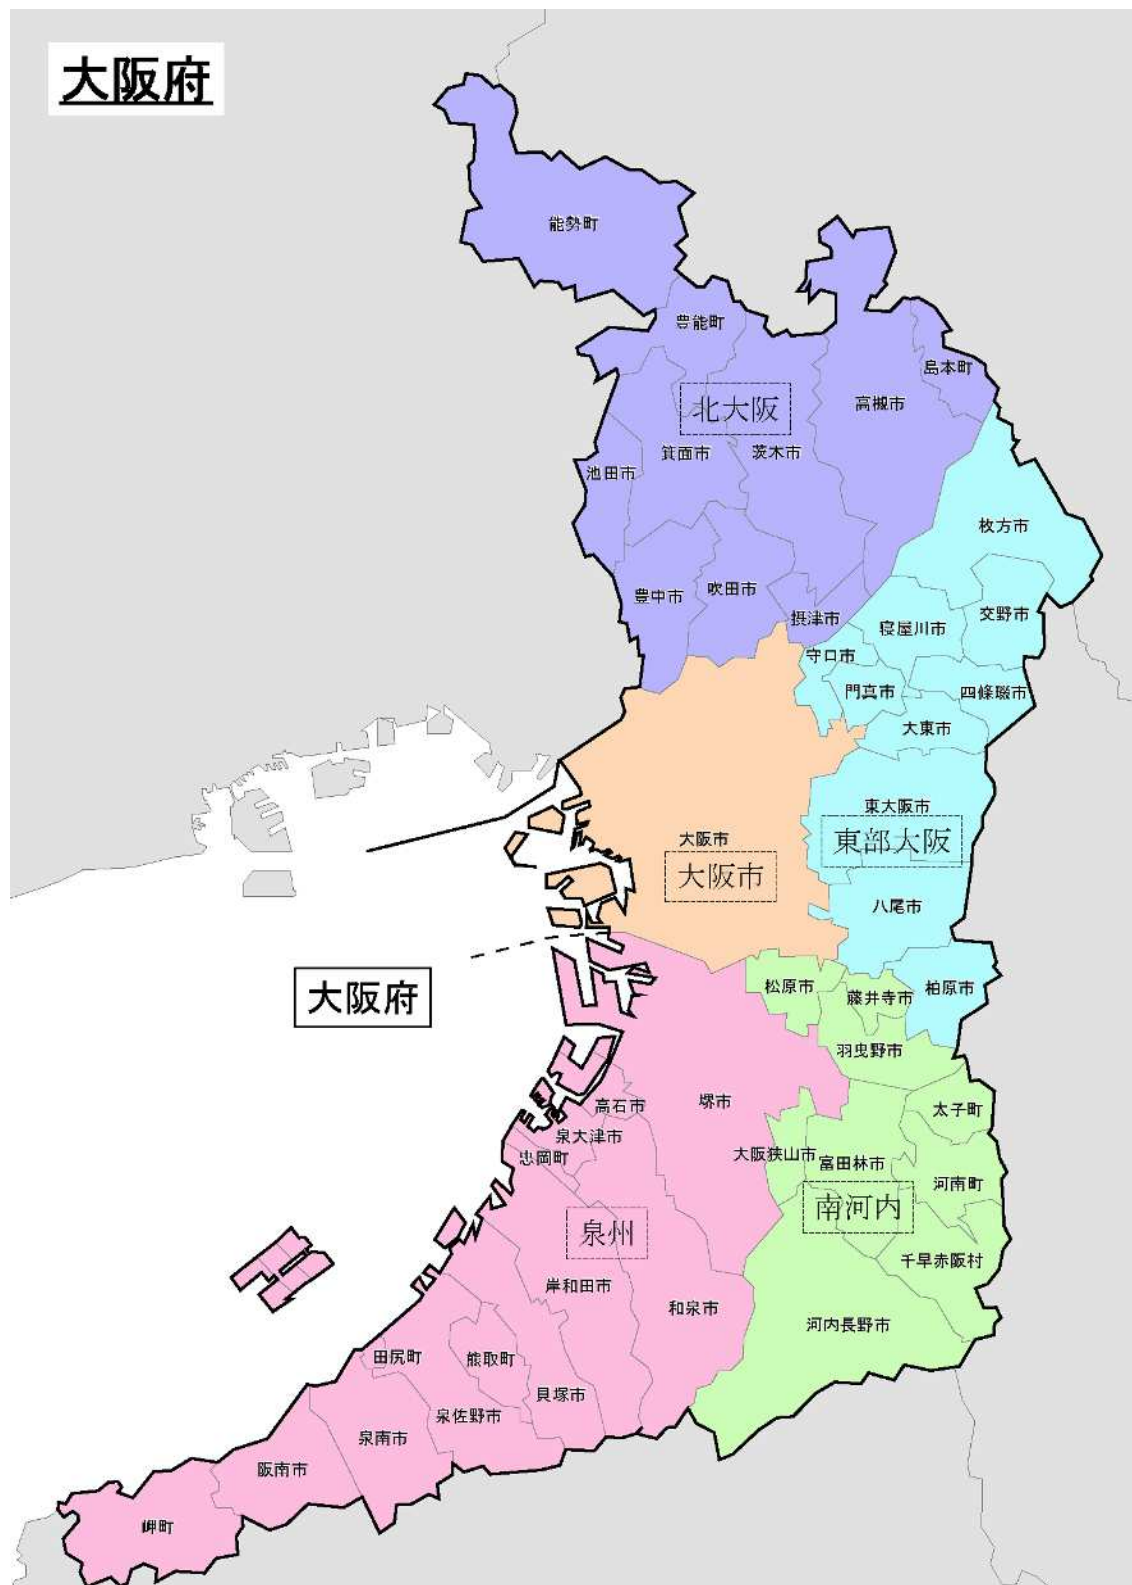 大阪府
能勢町
豊能町
島本町
北大阪
高槻市
箕面市
茨木市
池田市
枚方市
豊中市
吹田市
摂津市
交野市
寝屋川市
守口市
門真市
四條畷市
大東市
東大阪市
東部大阪
大阪市
大阪市
八尾市
大阪府
松原市
藤井寺市
柏原市
羽曳野市
高石市
堺市
太子町
泉大津市
忠岡町
大阪狭山市
富田林市
河南町
南河内
泉州
千早赤阪村
岸和田市
和泉市
河内長野市
田尻町
熊取町
貝塚市
泉佐野市
泉南市
阪南市
岬町